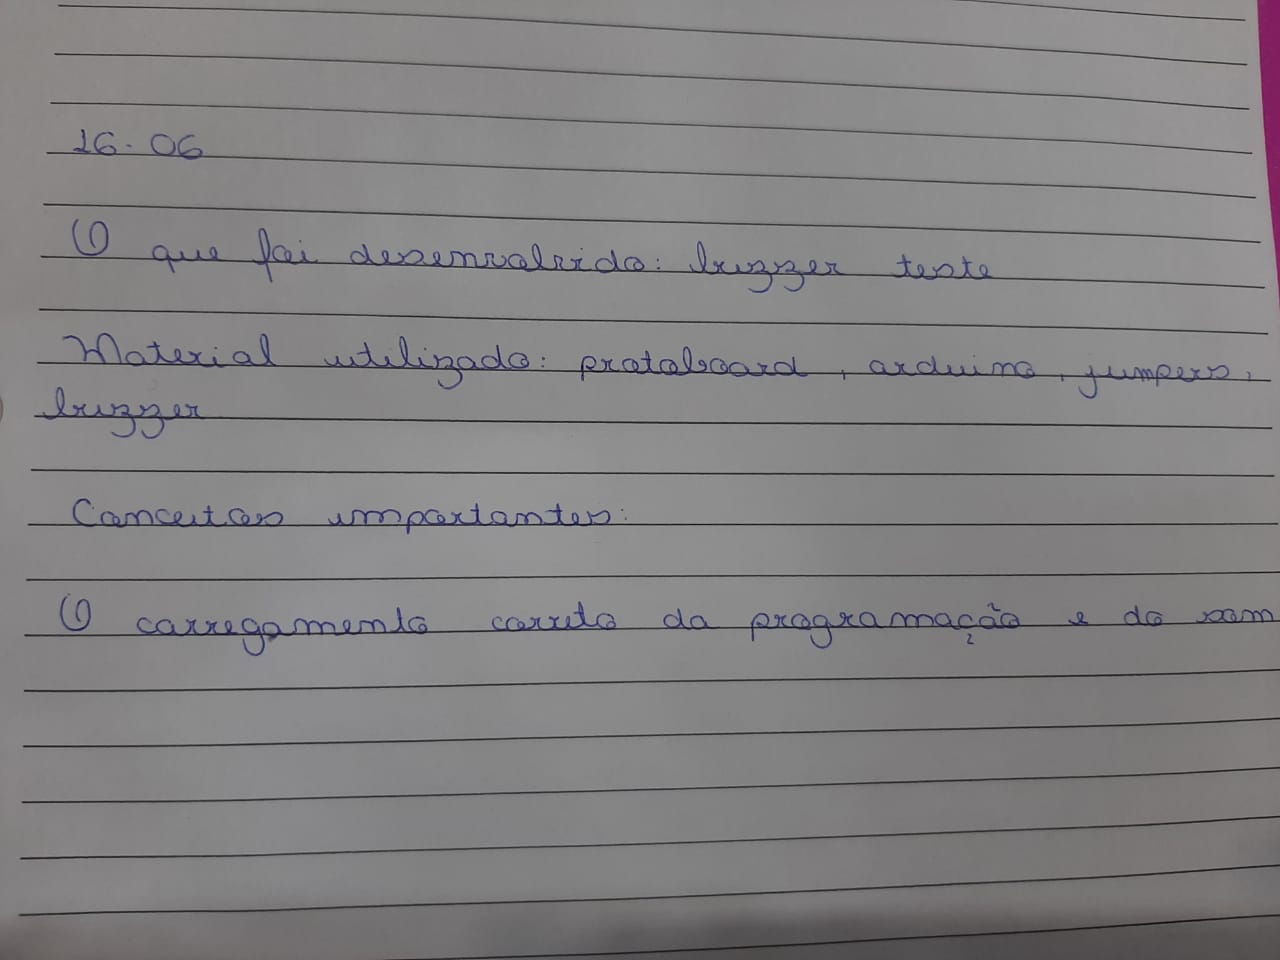 16.06
O que foi desenvolvido: buzzer teste
Material utilizado: protoboard, arduino, jumpers,
buzzer
Conceitos importantes:
O carregamento correto da programação e do som